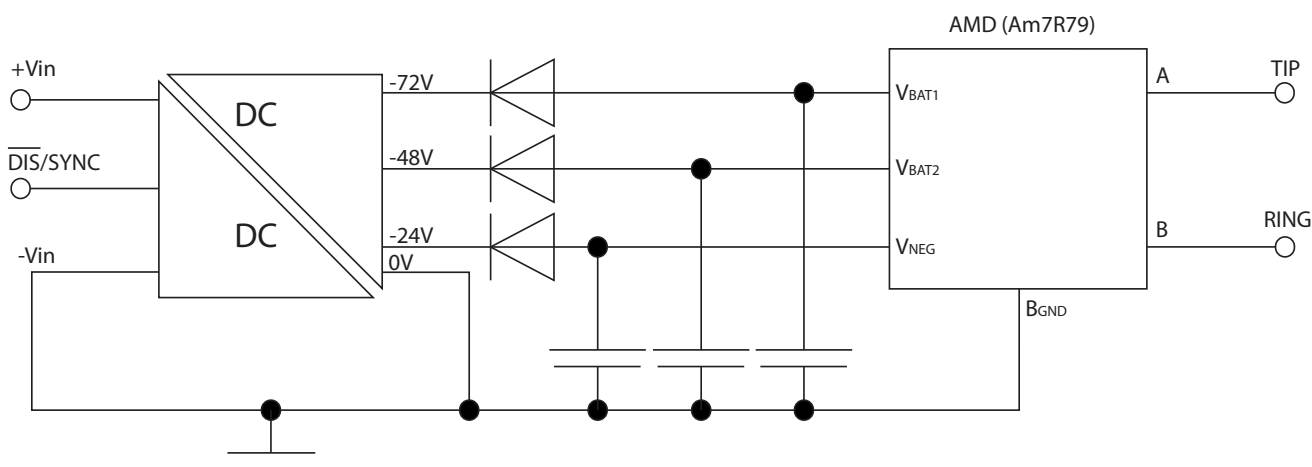 AMD (Am7R79)
+Vin
DC
-72V
VBAT1
A
TIP
DIS/SYNC
-48V
VBAT2
DC
-24V
VNEG
B
RING
-Vin
0V
BGND